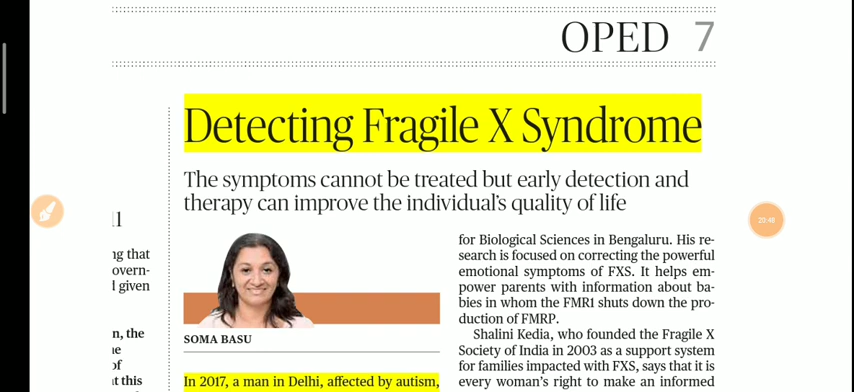 OPED 7
Detecting Fragile X Syndrome
The symptoms cannot be treated but early detection and
therapy can improve the individual's quality of life
ll
ng that
overn-
l given
n, the
of
t this
SOMA BASU
In 2017, a man in Delhi, affected by autism,
for Biological Sciences in Bengaluru. His re-
search is focused on correcting the powerful
emotional symptoms of FXS. It helps em-
power parents with information about ba-
bies in whom the FMR1 shuts down the pro-
duction of FMRP.
Shalini Kedia, who founded the Fragile X
Society of India in 2003 as a support system
for families impacted with FXS, says that it is
every woman's right to make an informed
20:48